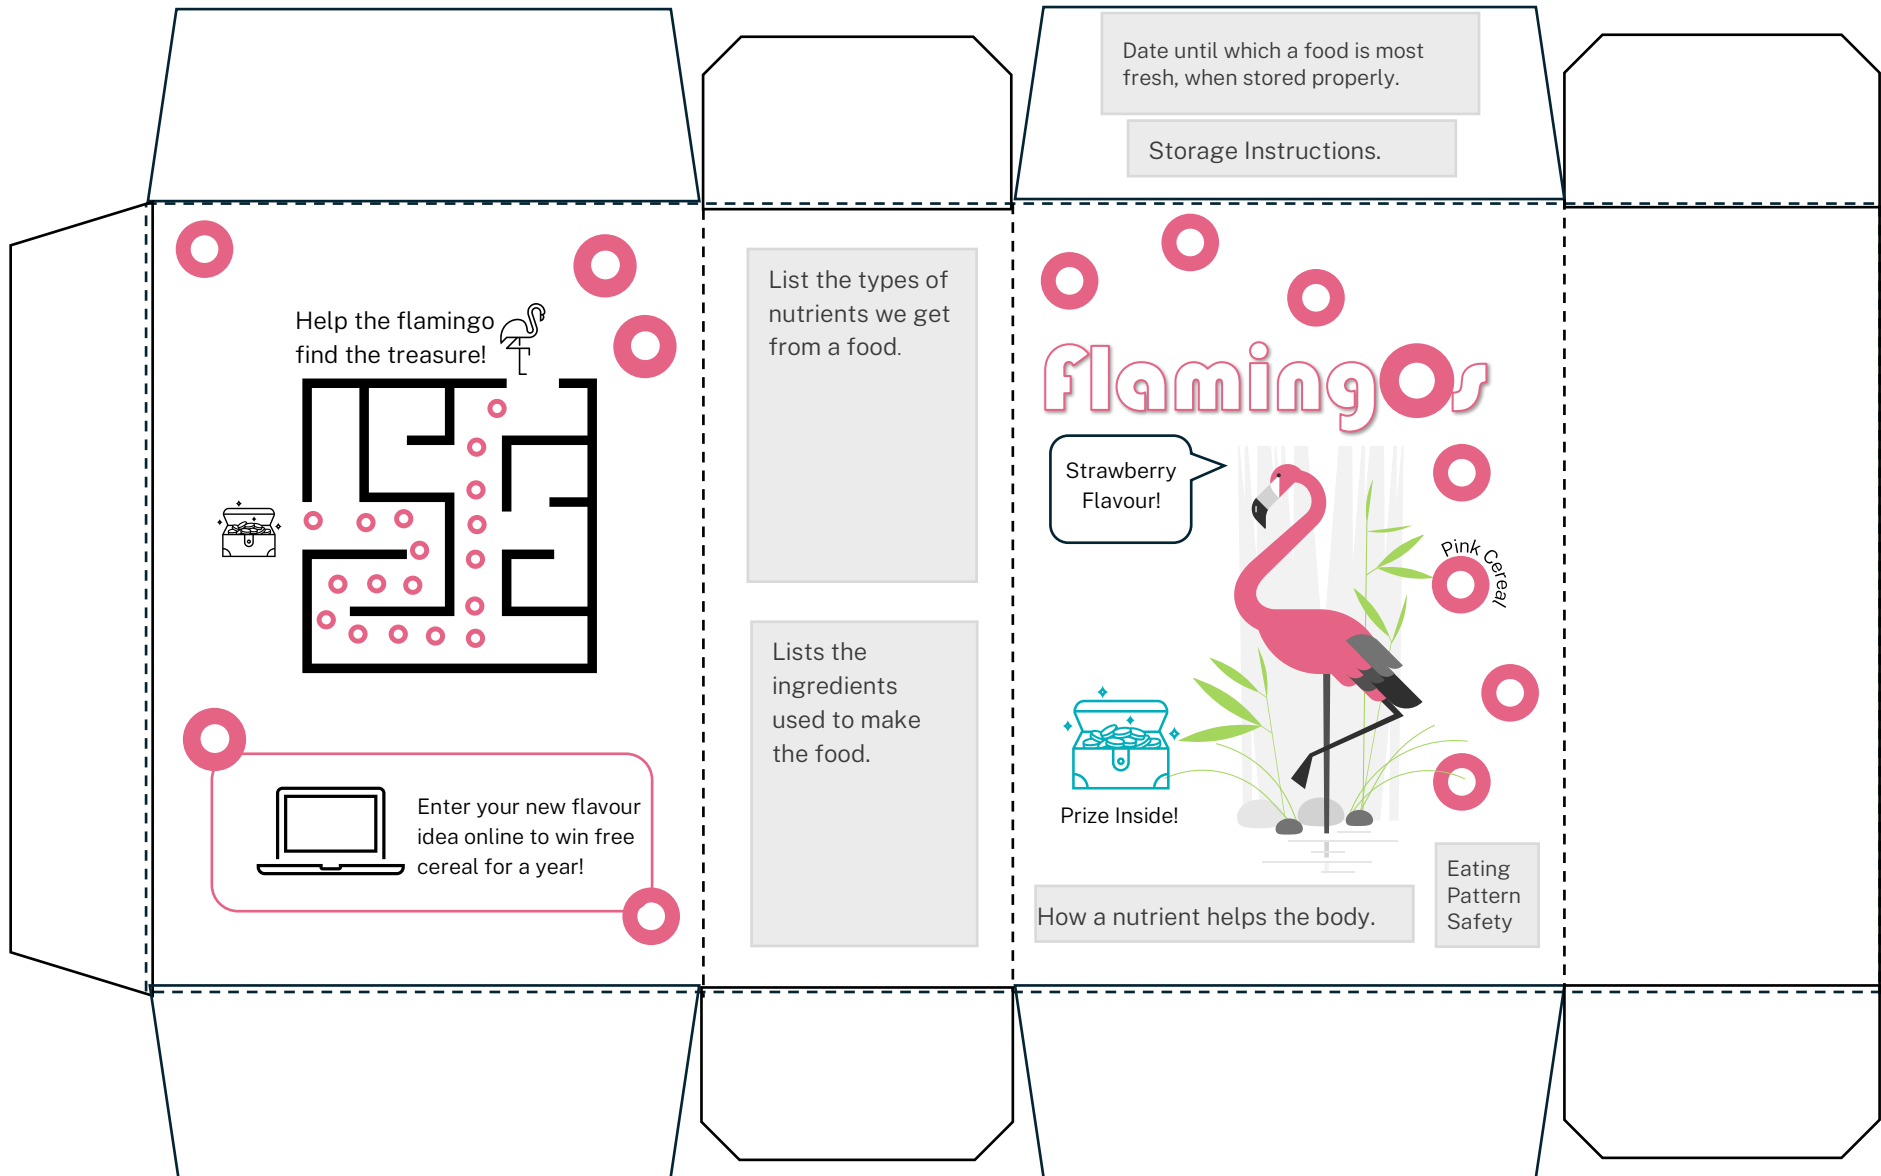 Date until which a food is most
fresh, when stored properly.
Storage Instructions.
Help the flamingo
find the treasure!
Enter your new flavour
idea online to win free
cereal for a year!
List the types of
nutrients we get
from a food.
Lists the
ingredients
used to make
the food.
FlamingOs
Strawberry
Flavour!
Pink Cereal
Prize Inside!
How a nutrient helps the body.
Eating
Pattern
Safety